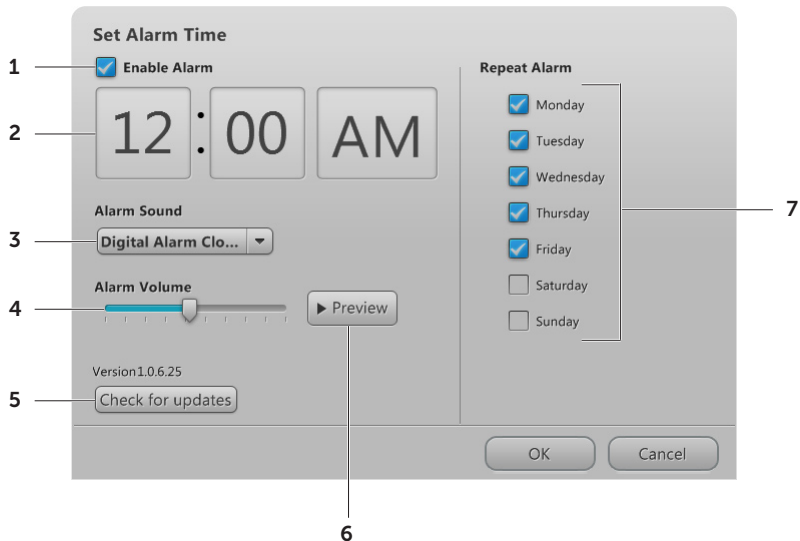 Set Alarm Time
1
Enable Alarm
2
12 : 00 AM
Alarm Sound
3
Digital Alarm Clo...
Alarm Volume
4
Preview
Version1.0.6.25
5
Check for updates
Repeat Alarm
Monday
Tuesday
Wednesday
Thursday
Friday
Saturday
Sunday
7
OK
Cancel
6